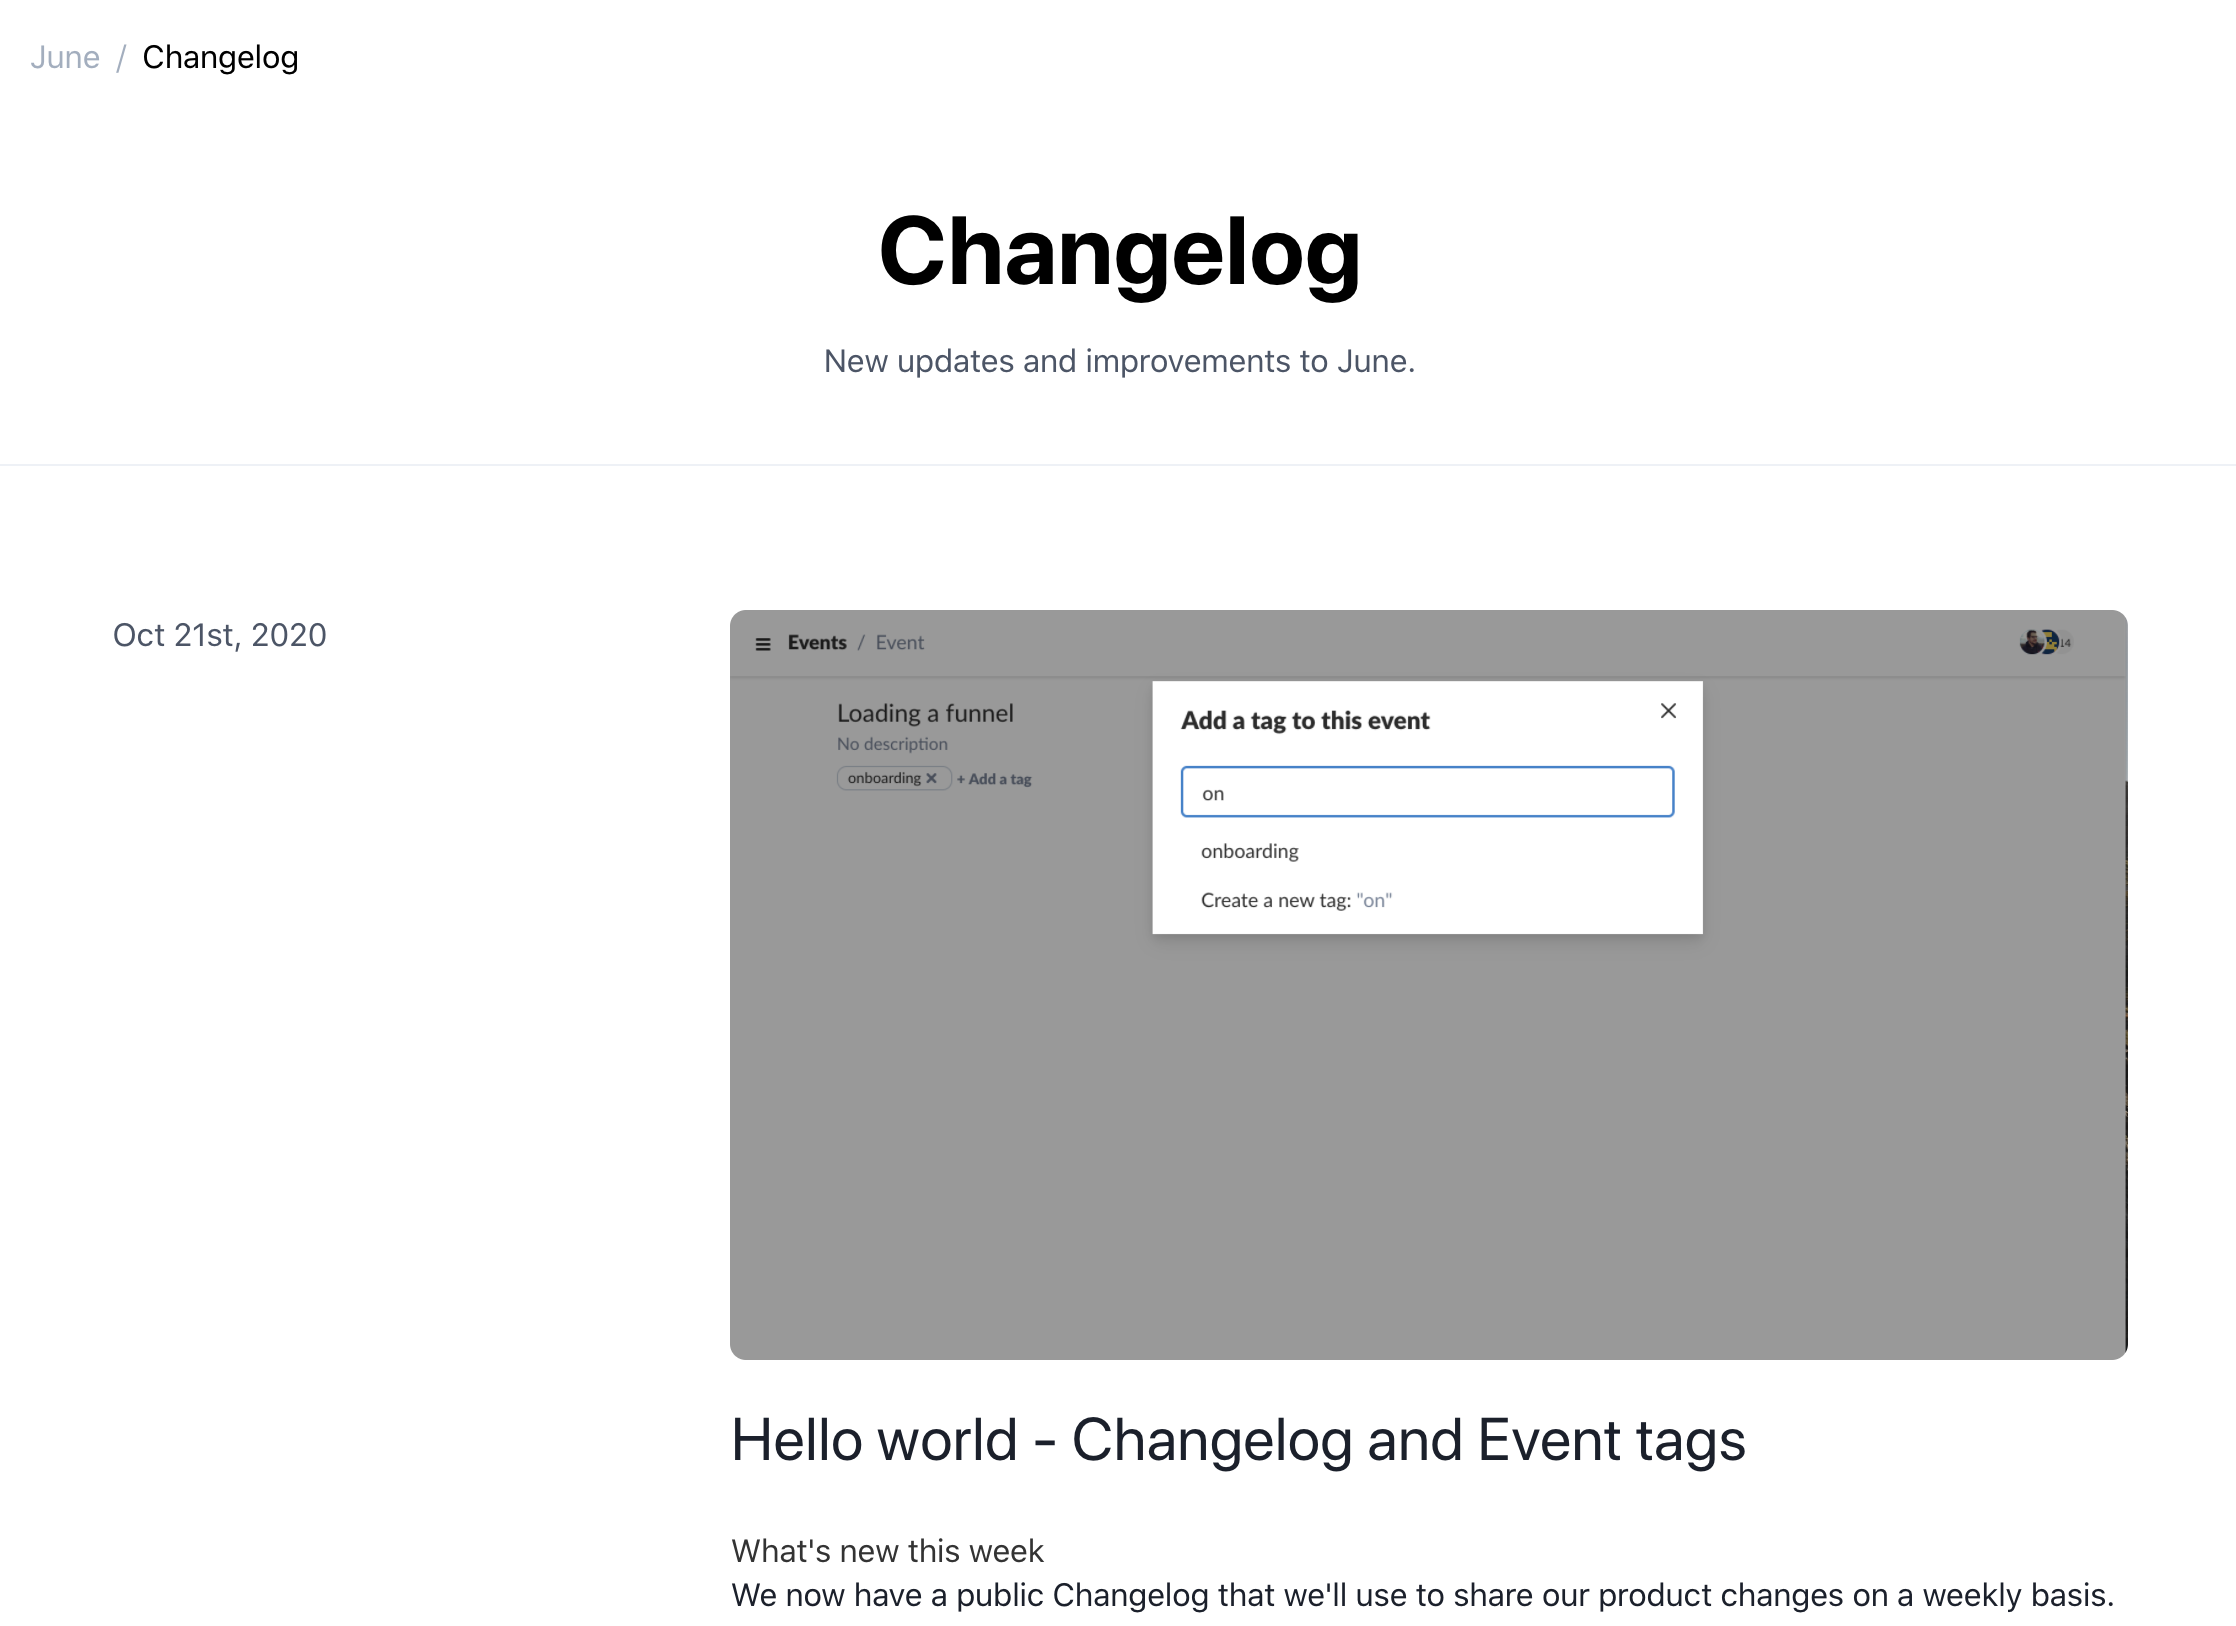 June / Changelog
Changelog
New updates and improvements to June.
Oct 21st, 2020
Events / Event
14
Loading a funnel
No description
onboarding × + Add a tag
Add a tag to this event
on
onboarding
Create a new tag: "on"
Hello world - Changelog and Event tags
What's new this week
We now have a public Changelog that we'll use to share our product changes on a weekly basis.